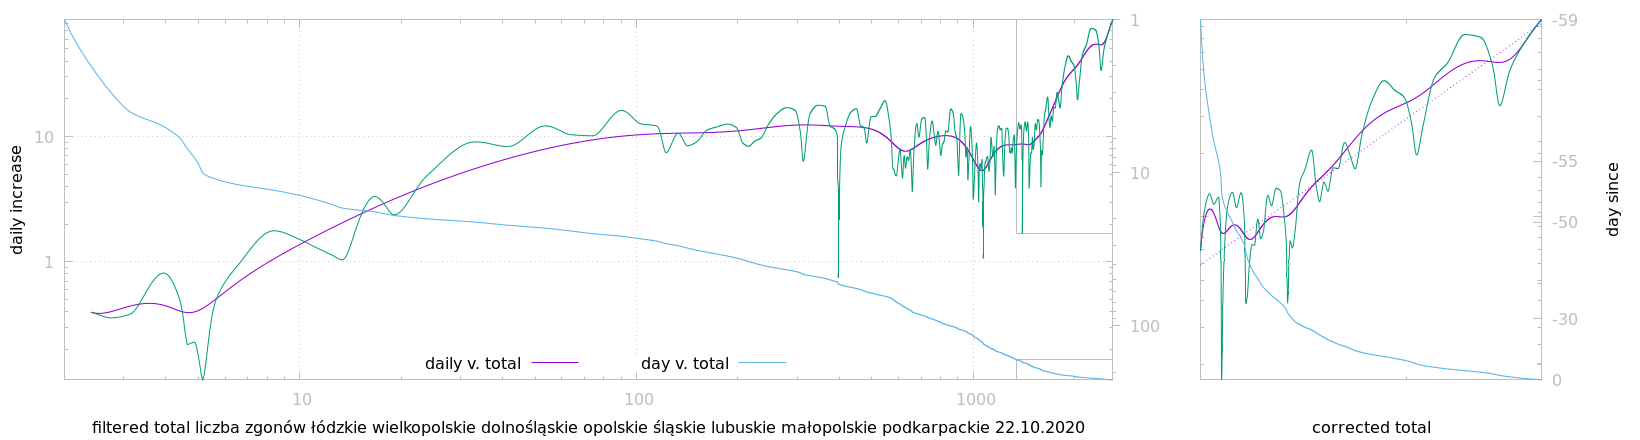 daily increase
10
1
10
100
1000
1
10
100
daily v. total
day v. total
filtered total liczba zgonów łódzkie wielkopolskie dolnośląskie opolskie śląskie lubuskie małopolskie podkarpackie 22.10.2020
-59
-55
-50
-30
0
day since
corrected total